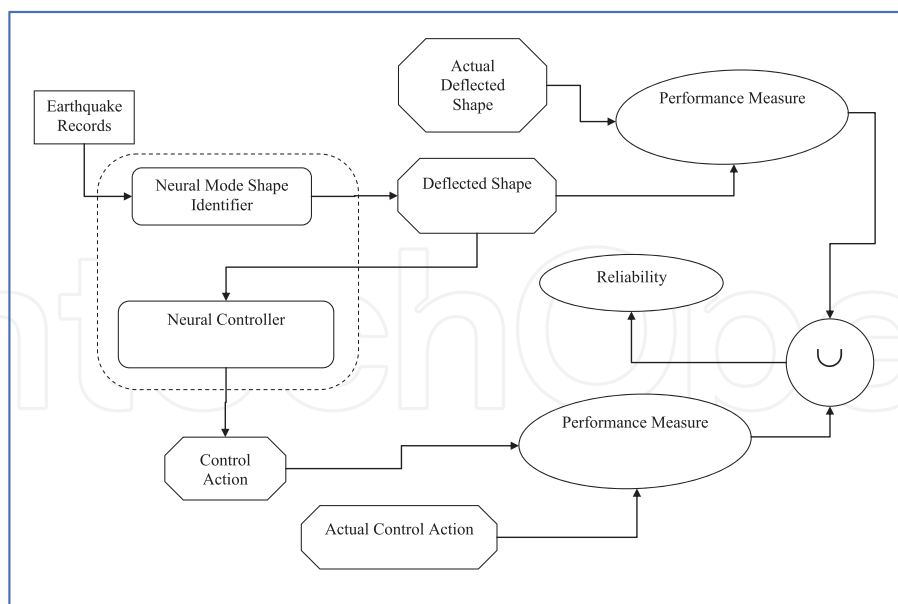 Actual
Deflected
Shape
Performance Measure
Earthquake
Records
Neural Mode Shape
Identifier
Deflected Shape
Reliability
Neural Controller
∪
Performance Measure
Control
Action
Actual Control Action
ntechOpe